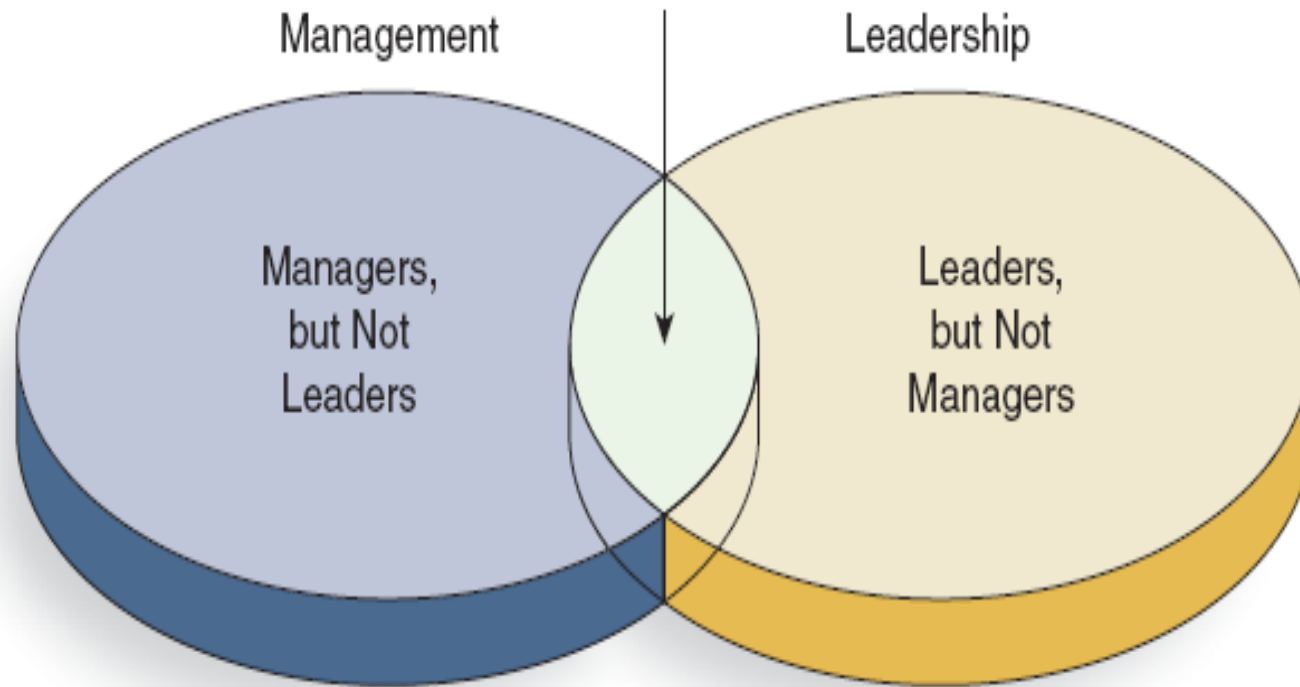 Management
Leadership
Managers,
but Not
Leaders
Leaders,
but Not
Managers